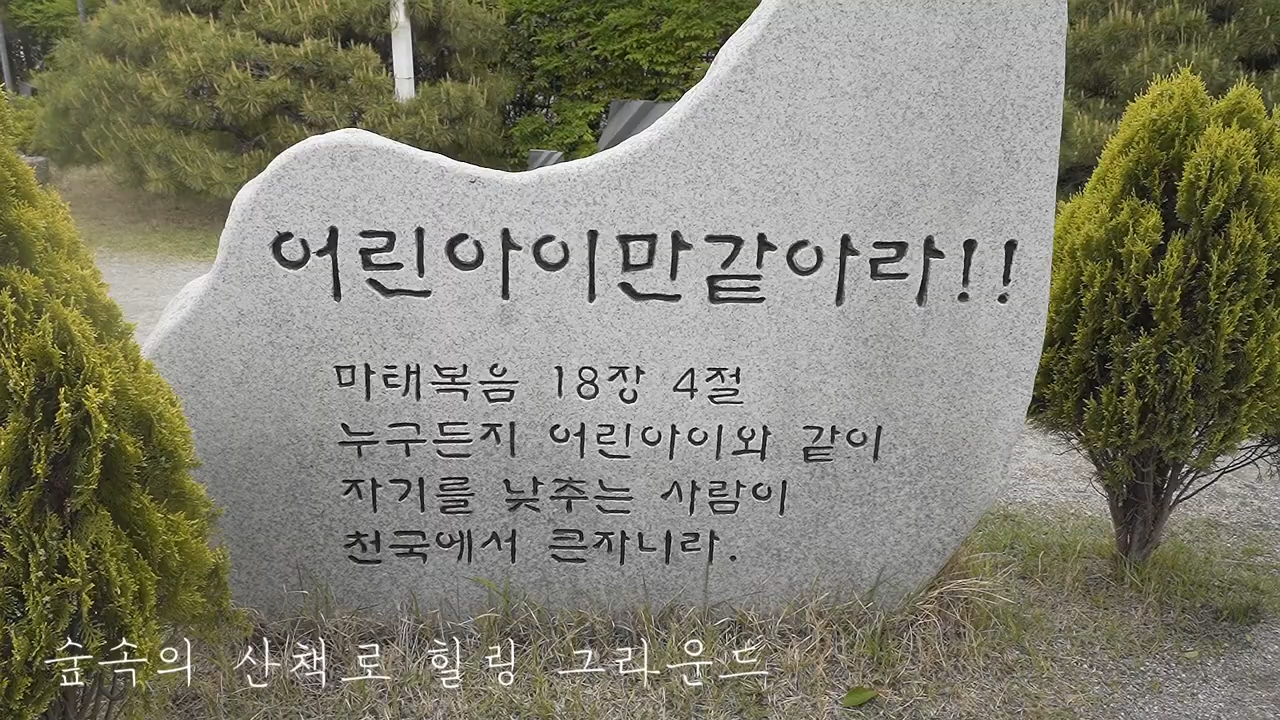 어린아이만같아라!!
마태복음 18장 4절
누구든지 어린아이와 같이
자기를 낮추는 사람이
천국에서 큰자니라.
숲속의 산책로 힐링 그라운드